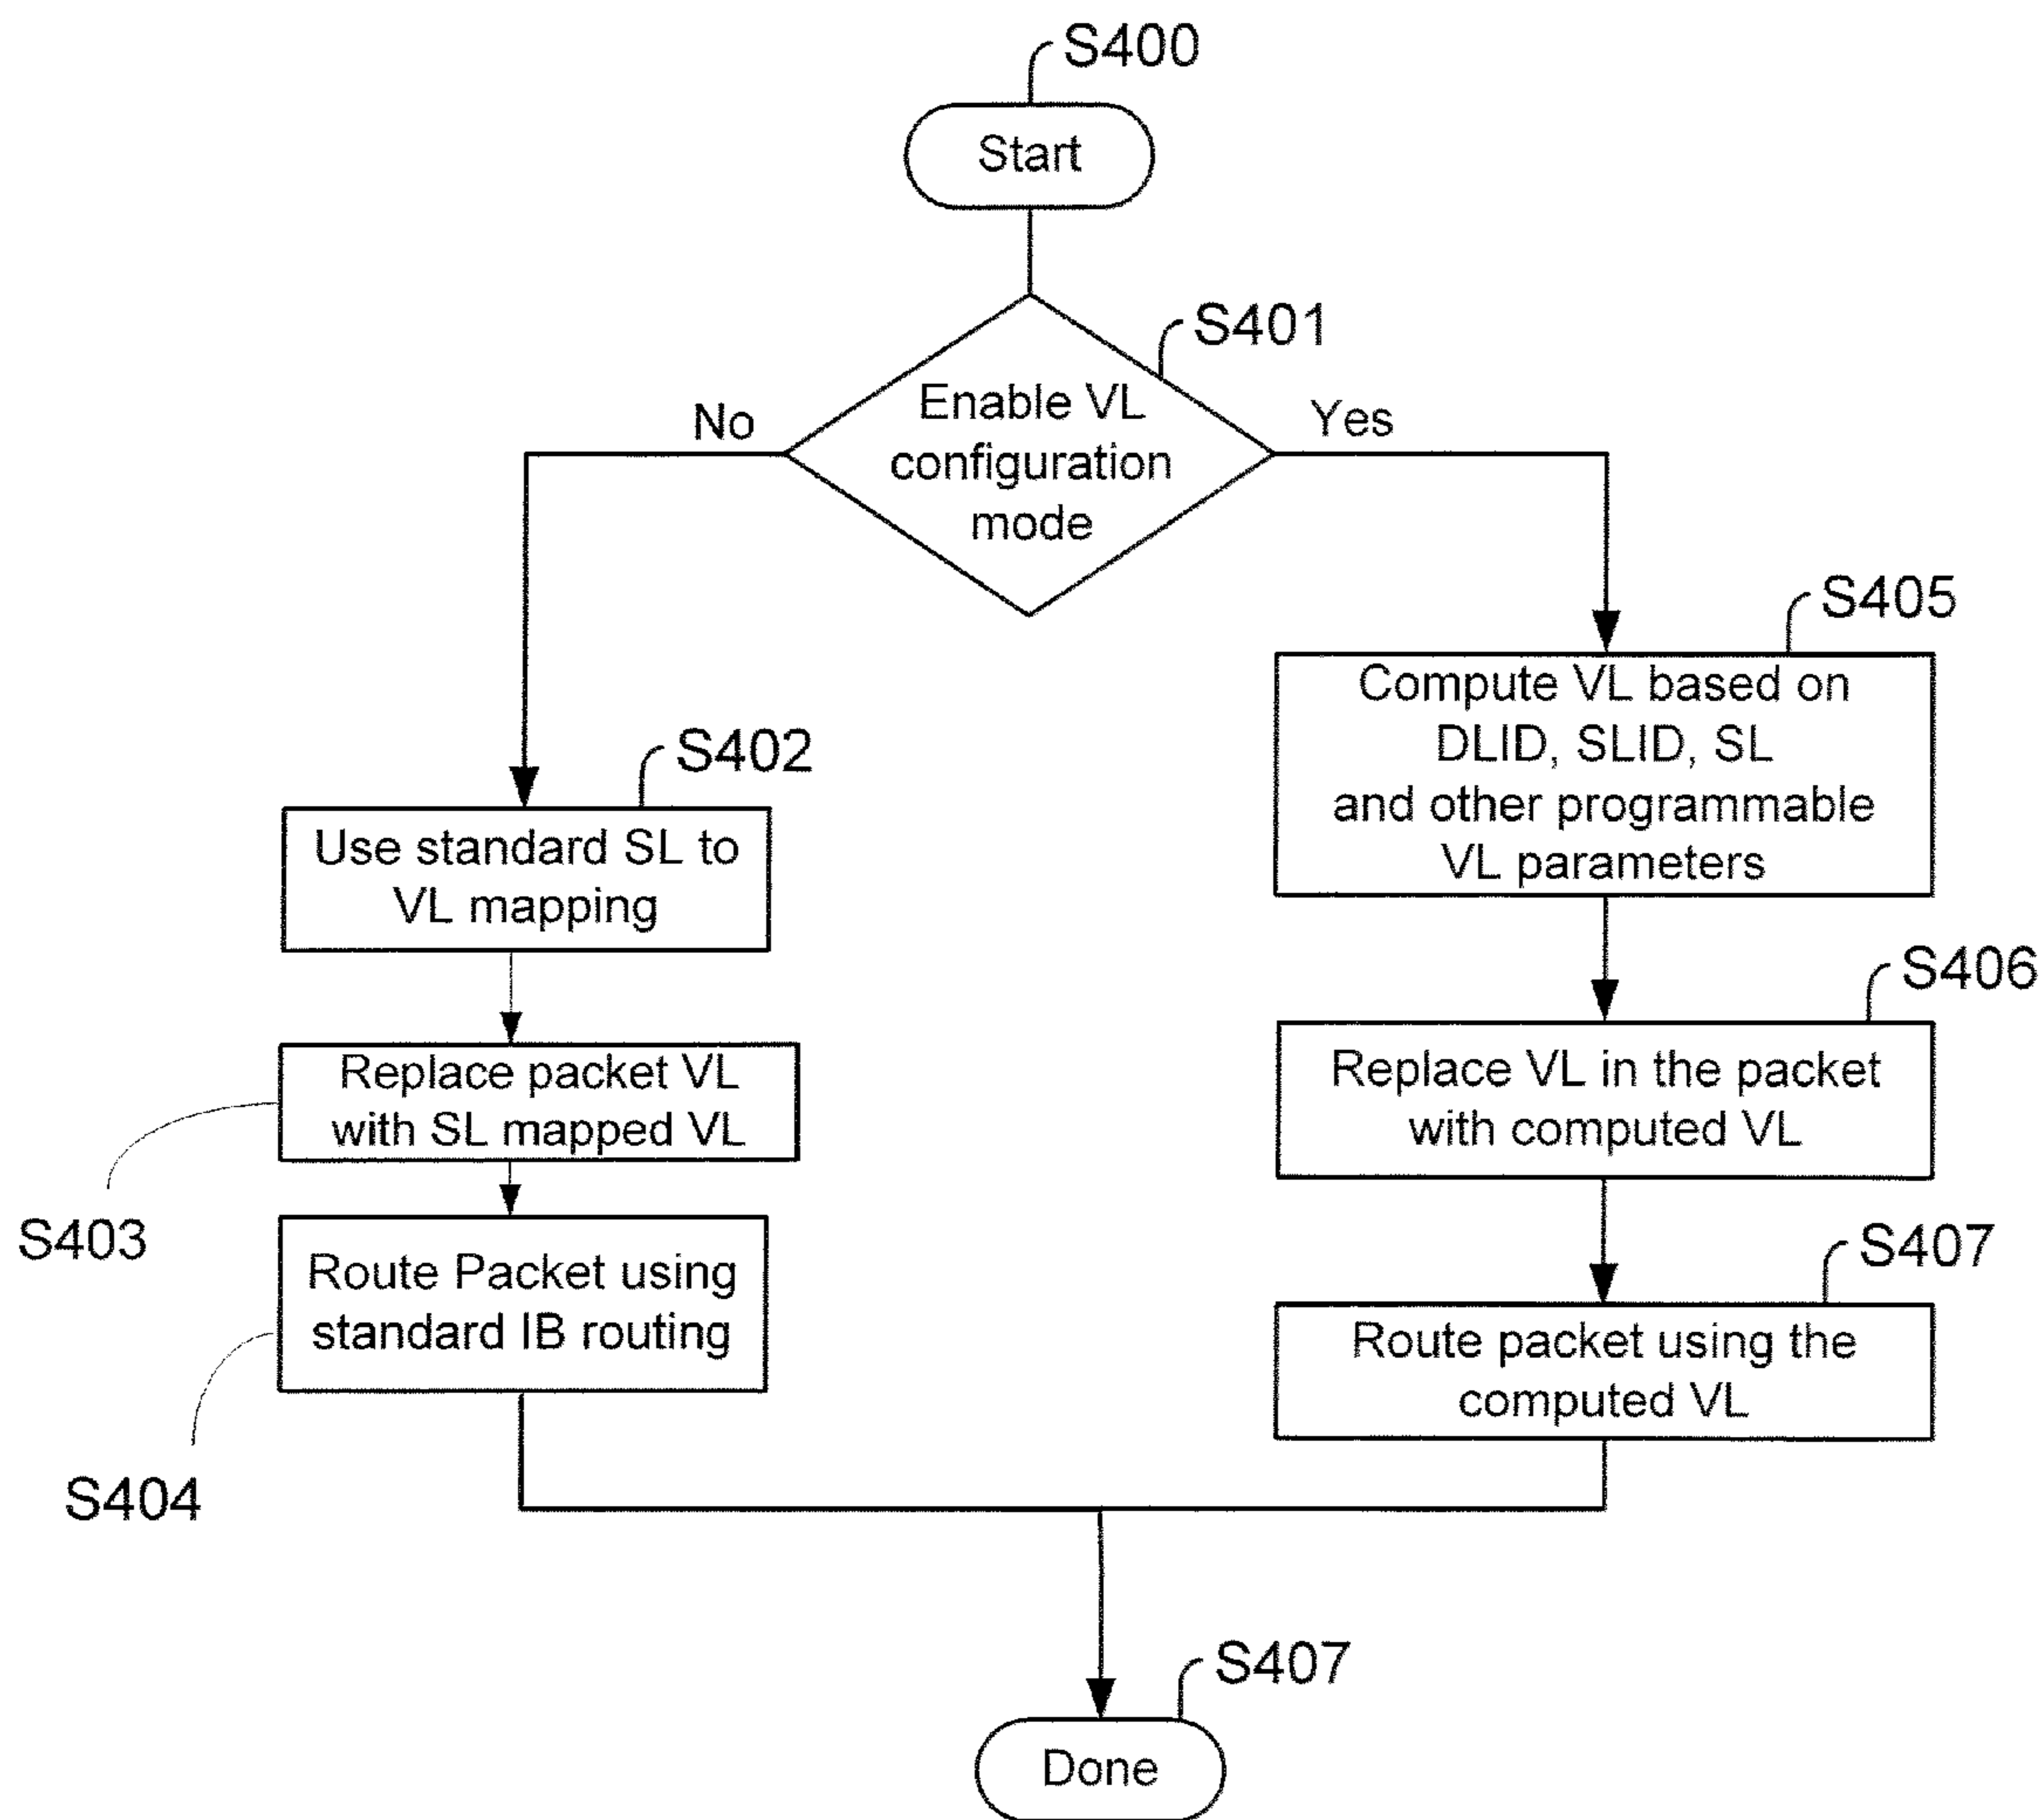 S400
Start
S401
Enable VL
configuration
mode
No
Yes
S402
Use standard SL to
VL mapping
Replace packet VL
with SL mapped VL
S403
Route Packet using
standard IB routing
S404
S405
Compute VL based on
DLID, SLID, SL
and other programmable
VL parameters
S406
Replace VL in the packet
with computed VL
S407
Route packet using the
computed VL
S407
Done